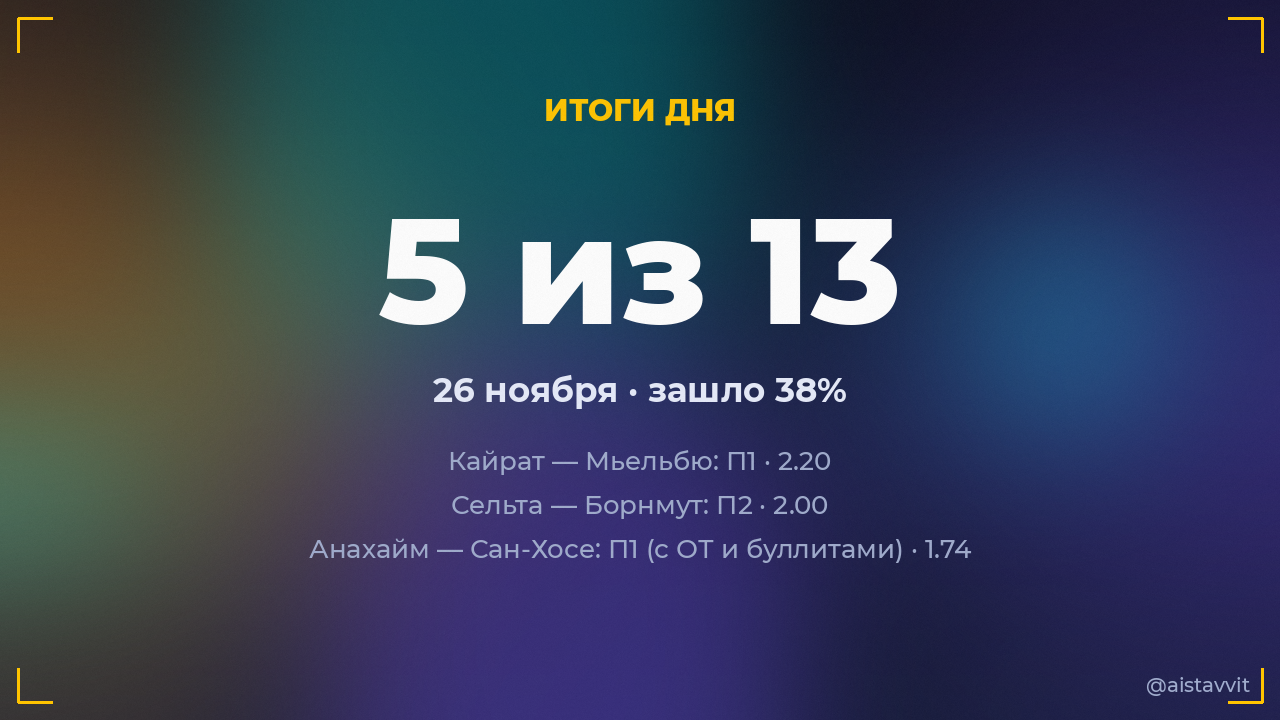 ИТОГИ ДНЯ
5 из 13
26 ноября · зашло 38%
Кайрат — Мьельбю: П1 · 2.20
Сельта — Борнмут: П2 · 2.00
Анахайм — Сан-Хосе: П1 (с ОТ и буллитами) · 1.74
@aistavvit